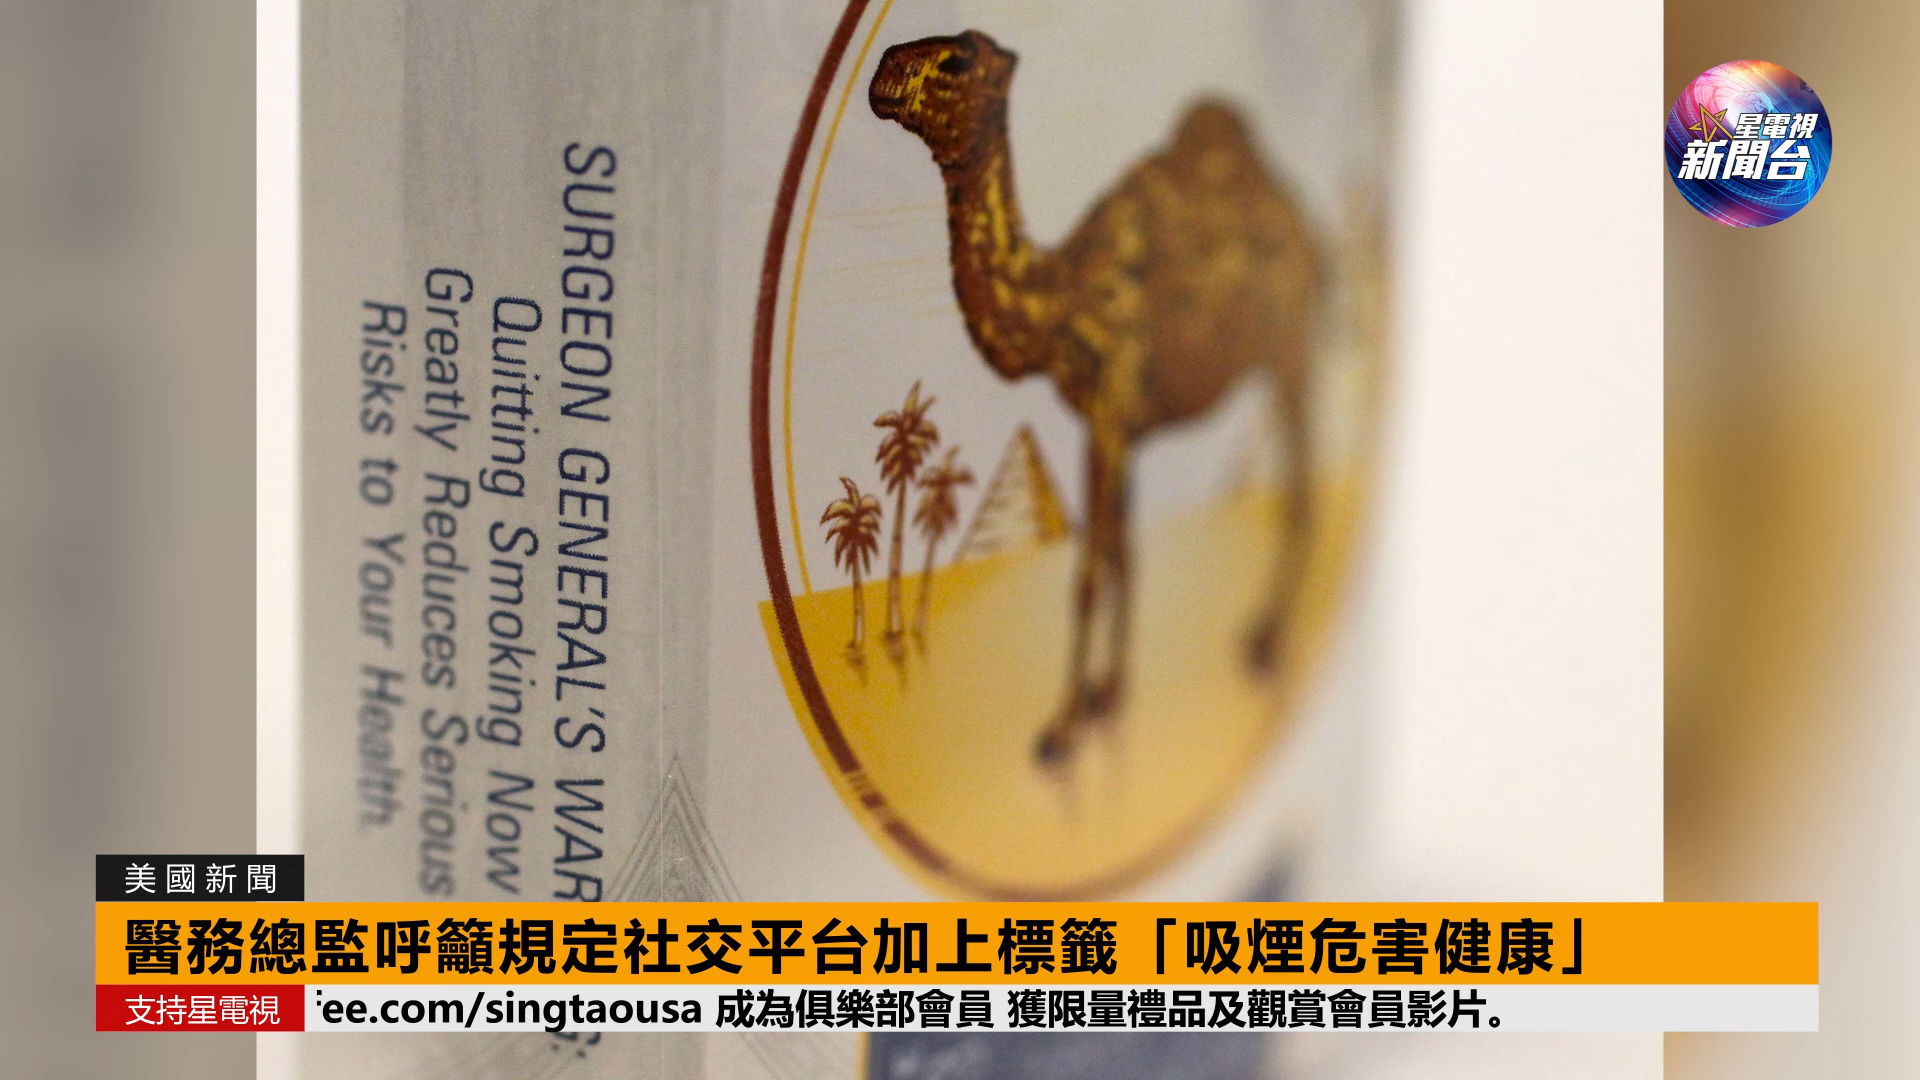 星電視
新聞台
SURGEON GENERAL'S WAR
Quitting Smoking Now
Greatly Reduces Serious
Risks to Your Health.
美國新聞
醫務總監呼籲規定社交平台加上標籤「吸煙危害健康」
支持星電視
ee.com/singtaousa 成為俱樂部會員 獲限量禮品及觀賞會員影片。